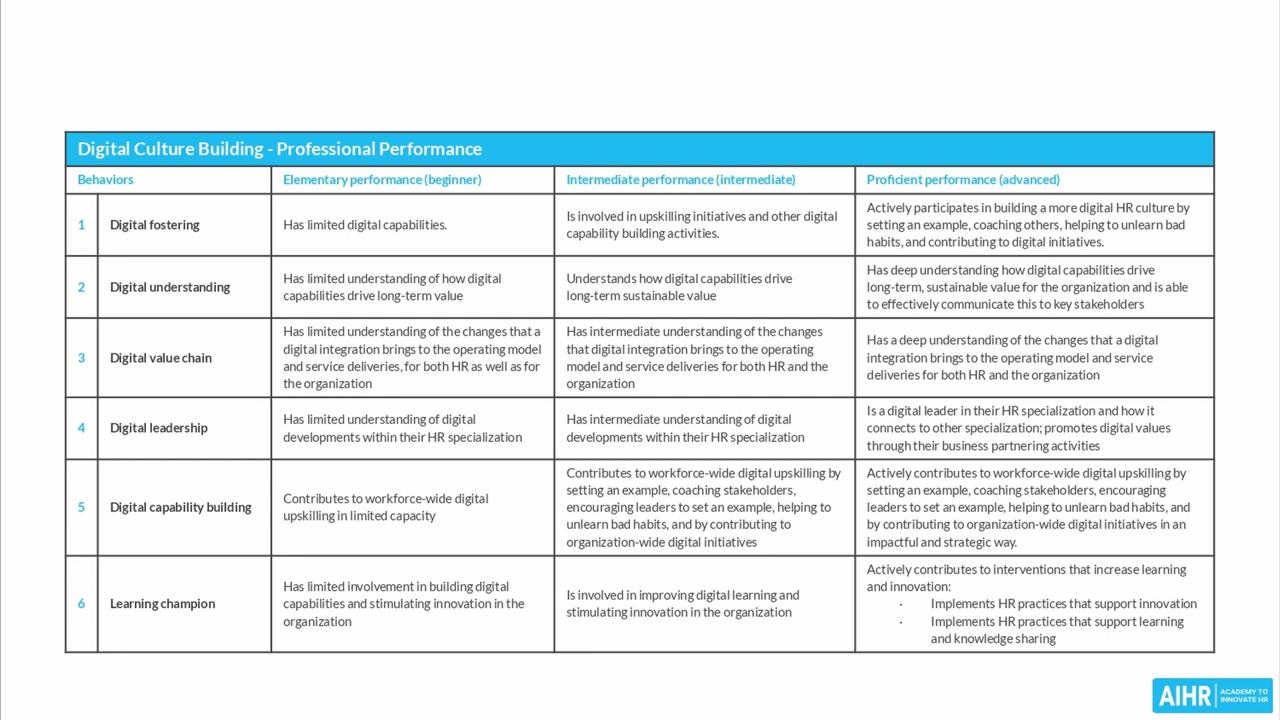 Digital Culture Building - Professional Performance
Behaviors
Elementary performance (beginner)
Intermediate performance (intermediate)
Proficient performance (advanced)
1
Digital fostering
Has limited digital capabilities.
Is involved in upskilling initiatives and other digital
capability building activities.
Actively participates in building a more digital HR culture by
setting an example, coaching others, helping to unlearn bad
habits, and contributing to digital initiatives.
2
Digital understanding
Has limited understanding of how digital
capabilities drive long-term value
Understands how digital capabilities drive
long-term sustainable value
Has deep understanding how digital capabilities drive
long-term, sustainable value for the organization and is able
to effectively communicate this to key stakeholders
3
Digital value chain
Has limited understanding of the changes that a
digital integration brings to the operating model
and service deliveries, for both HR as well as for
the organization
Has intermediate understanding of the changes
that digital integration brings to the operating
model and service deliveries for both HR and the
organization
Has a deep understanding of the changes that a digital
integration brings to the operating model and service
deliveries for both HR and the organization
4
Digital leadership
Has limited understanding of digital
developments within their HR specialization
Has intermediate understanding of digital
developments within their HR specialization
Is a digital leader in their HR specialization and how it
connects to other specialization; promotes digital values
through their business partnering activities
5
Digital capability building
Contributes to workforce-wide digital
upskilling in limited capacity
Contributes to workforce-wide digital upskilling by
setting an example, coaching stakeholders,
encouraging leaders to set an example, helping to
unlearn bad habits, and by contributing to
organization-wide digital initiatives
Actively contributes to workforce-wide digital upskilling by
setting an example, coaching stakeholders, encouraging
leaders to set an example, helping to unlearn bad habits, and
by contributing to organization-wide digital initiatives in an
impactful and strategic way.
6
Learning champion
Has limited involvement in building digital
capabilities and stimulating innovation in the
organization
Is involved in improving digital learning and
stimulating innovation in the organization
Actively contributes to interventions that increase learning
and innovation:
· Implements HR practices that support innovation
· Implements HR practices that support learning
and knowledge sharing
AIHR
ACADEMY TO
INNOVATE HR